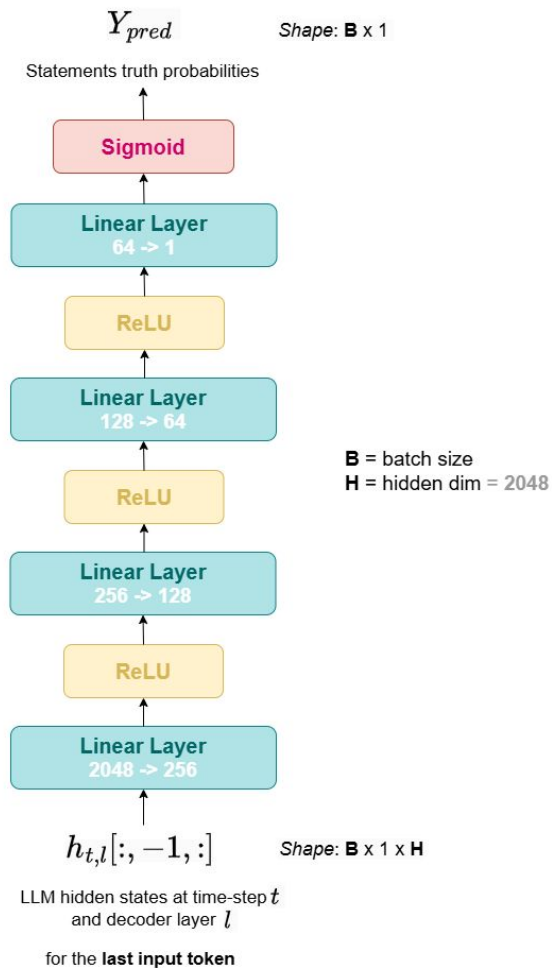 Y_{pred} Shape: B x 1
Statements truth probabilities
Sigmoid
Linear Layer
64 -> 1
ReLU
Linear Layer
128 -> 64
ReLU
B = batch size
H = hidden dim = 2048
Linear Layer
256 -> 128
ReLU
Linear Layer
2048 -> 256
h_{t,l}[:, −1, :] Shape: B x 1 x H
LLM hidden states at time-step t
and decoder layer l
for the last input token